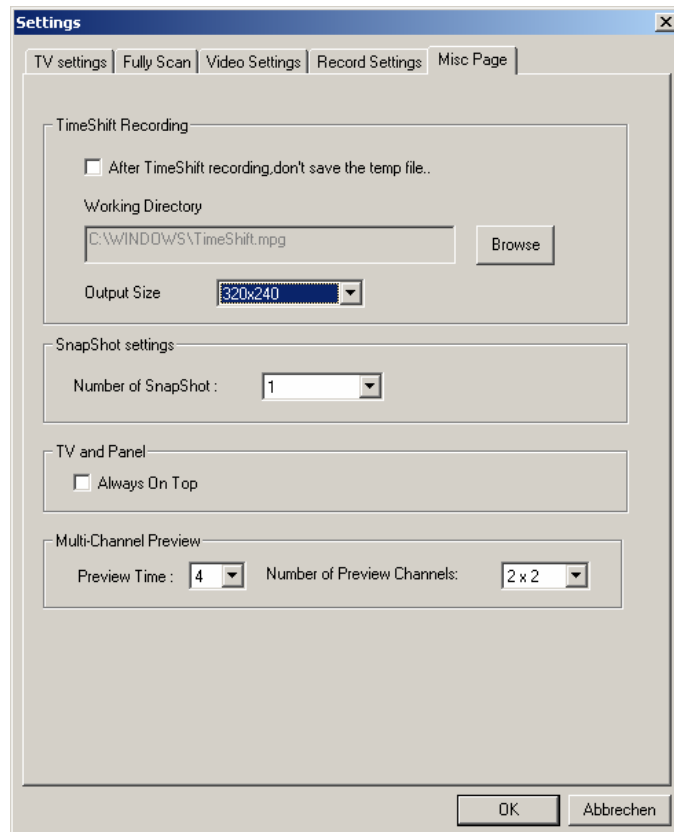 Settings
TV settings Fully Scan Video Settings Record Settings Misc Page
TimeShift Recording
After TimeShift recording,don't save the temp file..
Working Directory
C:\WINDOWS\TimeShift.mpg Browse
Output Size 320x240
SnapShot settings
Number of SnapShot : 1
TV and Panel
Always On Top
Multi-Channel Preview
Preview Time : 4 Number of Preview Channels: 2 x 2
OK Abbrechen